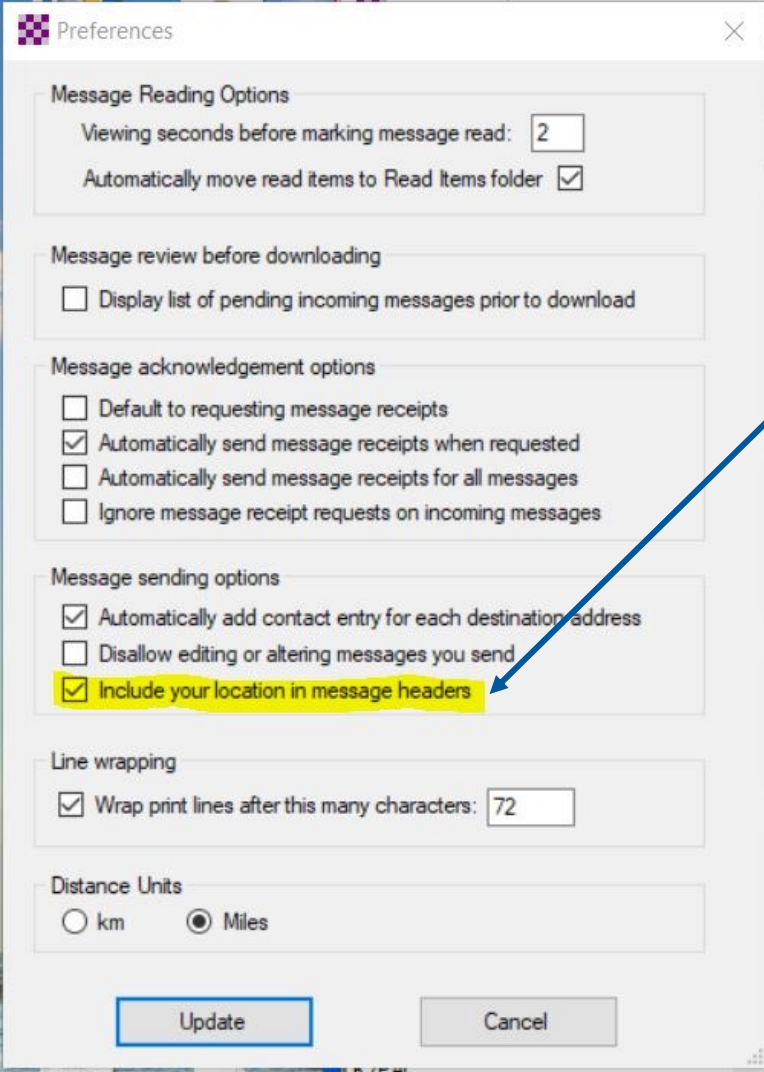 Preferences
Message Reading Options
Viewing seconds before marking message read: 2
Automatically move read items to Read Items folder
Message review before downloading
Display list of pending incoming messages prior to download
Message acknowledgement options
Default to requesting message receipts
Automatically send message receipts when requested
Automatically send message receipts for all messages
Ignore message receipt requests on incoming messages
Message sending options
Automatically add contact entry for each destination address
Disallow editing or altering messages you send
Include your location in message headers
Line wrapping
Wrap print lines after this many characters: 72
Distance Units
km Miles
Update Cancel